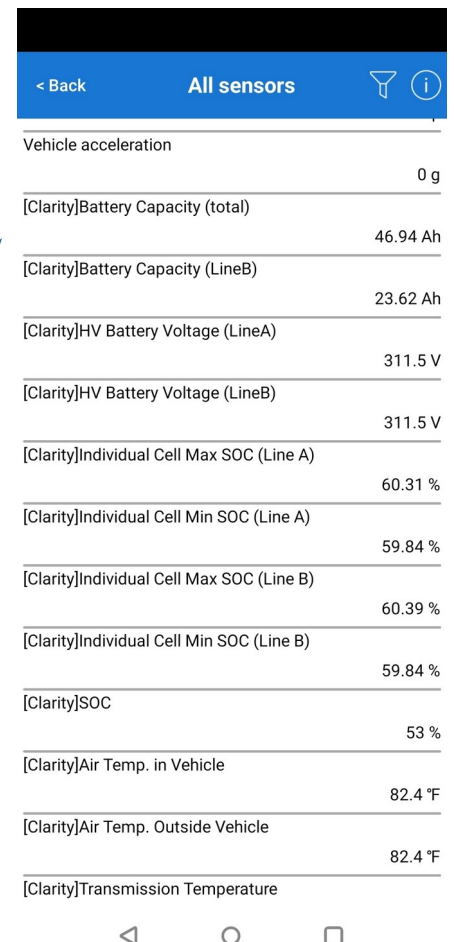 < Back
All sensors
Vehicle acceleration
0 g
[Clarity]Battery Capacity (total)
46.94 Ah
[Clarity]Battery Capacity (LineB)
23.62 Ah
[Clarity]HV Battery Voltage (LineA)
311.5 V
[Clarity]HV Battery Voltage (LineB)
311.5 V
[Clarity]Individual Cell Max SOC (Line A)
60.31 %
[Clarity]Individual Cell Min SOC (Line A)
59.84 %
[Clarity]Individual Cell Max SOC (Line B)
60.39 %
[Clarity]Individual Cell Min SOC (Line B)
59.84 %
[Clarity]SOC
53 %
[Clarity]Air Temp. in Vehicle
82.4 °F
[Clarity]Air Temp. Outside Vehicle
82.4 °F
[Clarity]Transmission Temperature